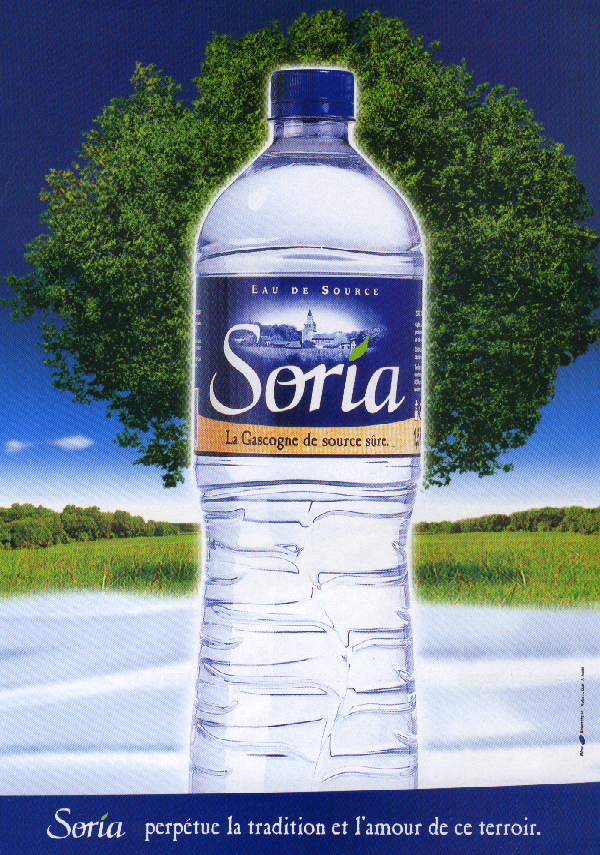 EAU DE SOURCE
Soria
La Gascogne de source sûre.
Soria perpétue la tradition et l'amour de ce terroir.